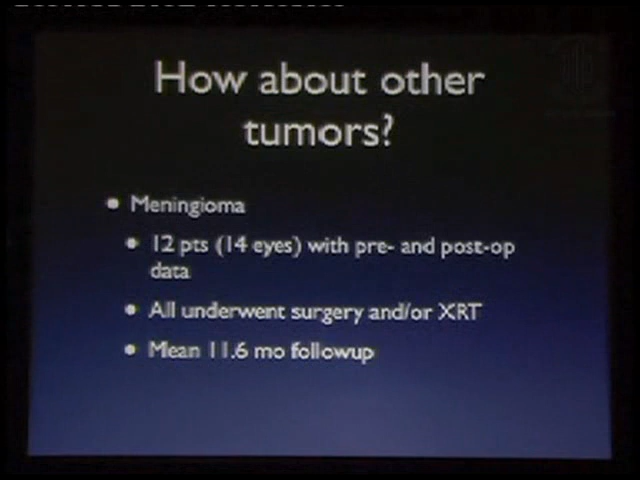 How about other
tumors?
Meningioma
12 pts (14 eyes) with pre- and post-op
data
All underwent surgery and/or XRT
Mean 11.6 mo followup